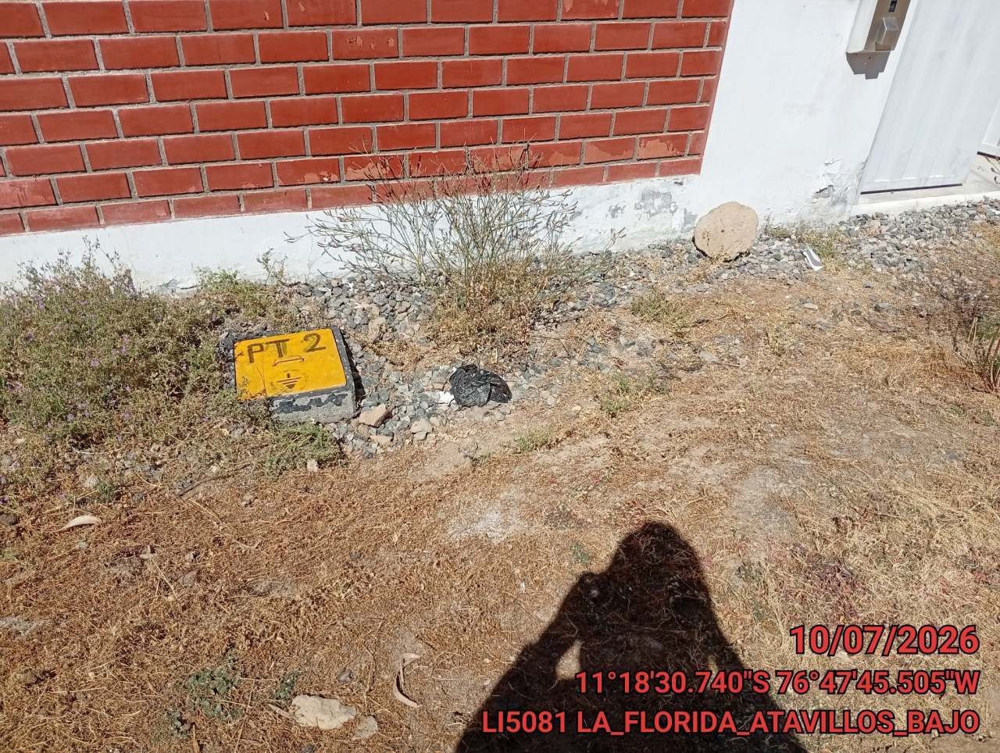 PT 2
10/07/2026
11°18'30.740"S 76°47'45.505"W
LI5081 LA_FLORIDA_ATAVILLOS_BAJO